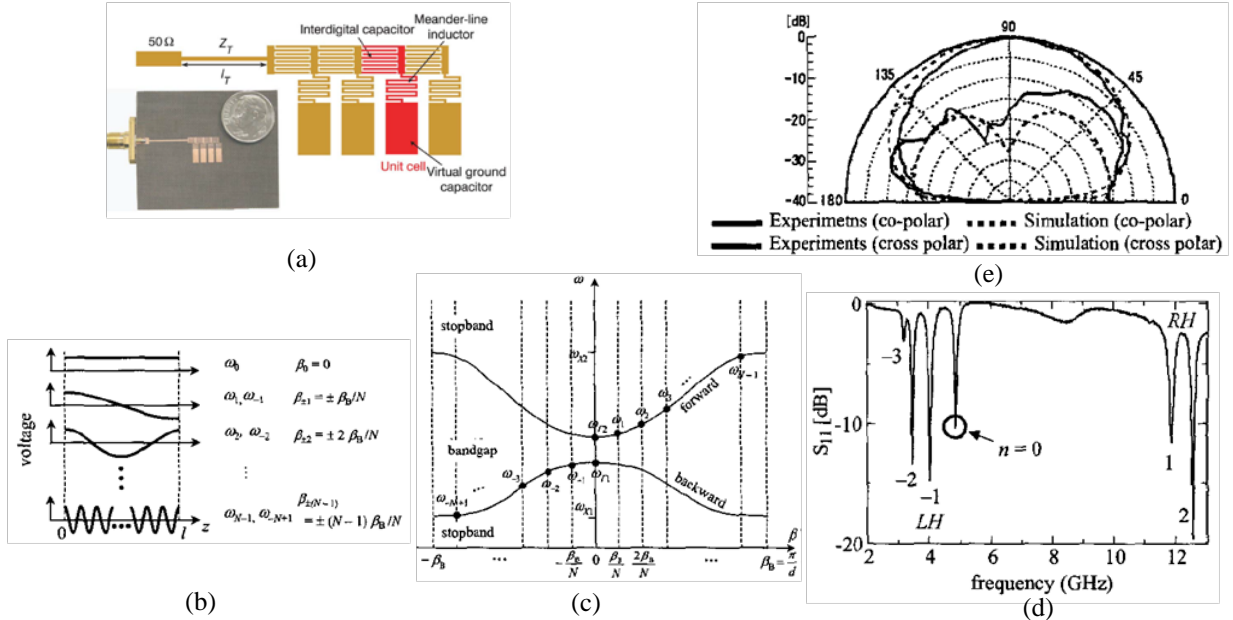 Meander-line
inductor
Interdigital capacitor
50 Ω
Z_T
l_T
Unit cell
Virtual ground
capacitor
(a)
[dB]
90
0
-10
-20
-30
-40
135
45
180
0
Experimetns (co-polar)
Simulation (co-polar)
Experiments (cross polar)
Simulation (cross polar)
(e)
voltage
ω_0 β_0 = 0
ω_1, ω_-1 β_±1 = ± β_B/N
ω_2, ω_-2 β_±2 = ± 2 β_B/N
ω_N-1, ω_-N+1 β_±(N-1) = ± (N-1) β_B/N
0 l z
(b)
ω
stopband
ω_X2
ω_N-1
ω_3
ω_2
ω_1
forward
ω_Γ2
bandgap
ω_-N+1
ω_-3
ω_-2
ω_-1
ω_Γ1
backward
ω_X1
stopband
β
-β_B ... -β_B/N 0 β_B/N 2β_B/N ... β_B = π/d
(c)
S_11 [dB]
0
-10
-20
-3
-2
-1
LH
n = 0
RH
1
2
2 4 6 8 10 12
frequency (GHz)
(d)